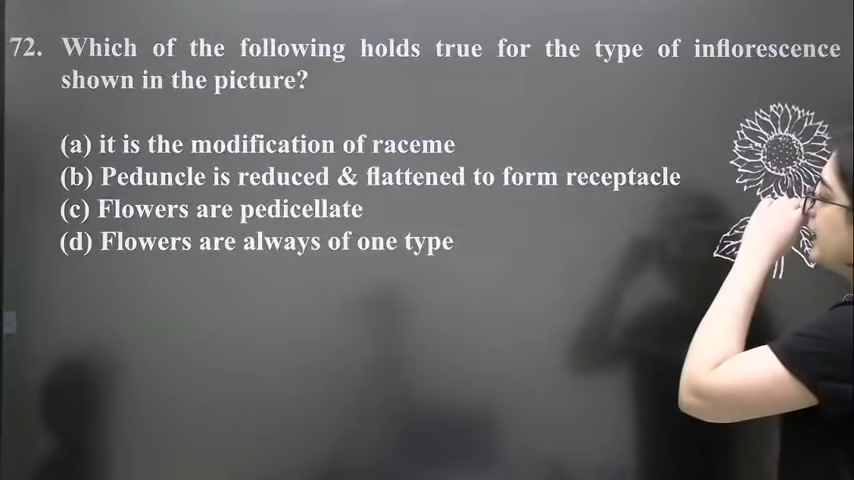 72. Which of the following holds true for the type of inflorescence
shown in the picture?
(a) it is the modification of raceme
(b) Peduncle is reduced & flattened to form receptacle
(c) Flowers are pedicellate
(d) Flowers are always of one type